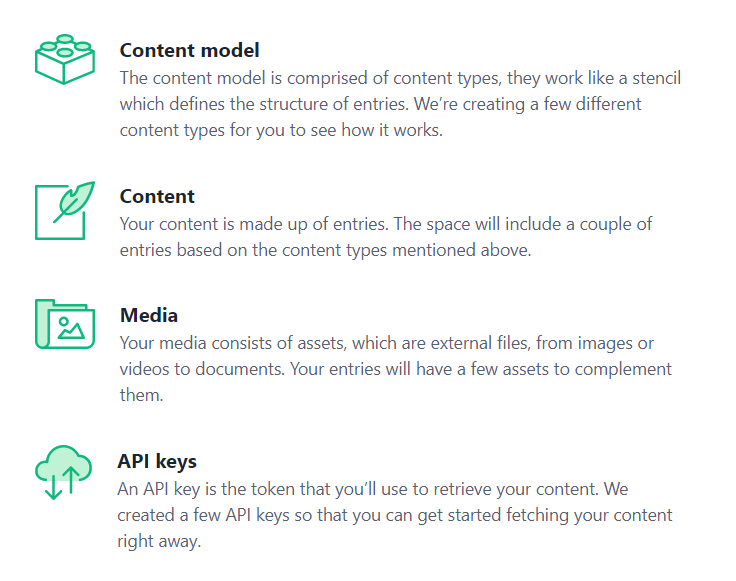 Content model
The content model is comprised of content types, they work like a stencil
which defines the structure of entries. We’re creating a few different
content types for you to see how it works.
Content
Your content is made up of entries. The space will include a couple of
entries based on the content types mentioned above.
Media
Your media consists of assets, which are external files, from images or
videos to documents. Your entries will have a few assets to complement
them.
API keys
An API key is the token that you’ll use to retrieve your content. We
created a few API keys so that you can get started fetching your content
right away.